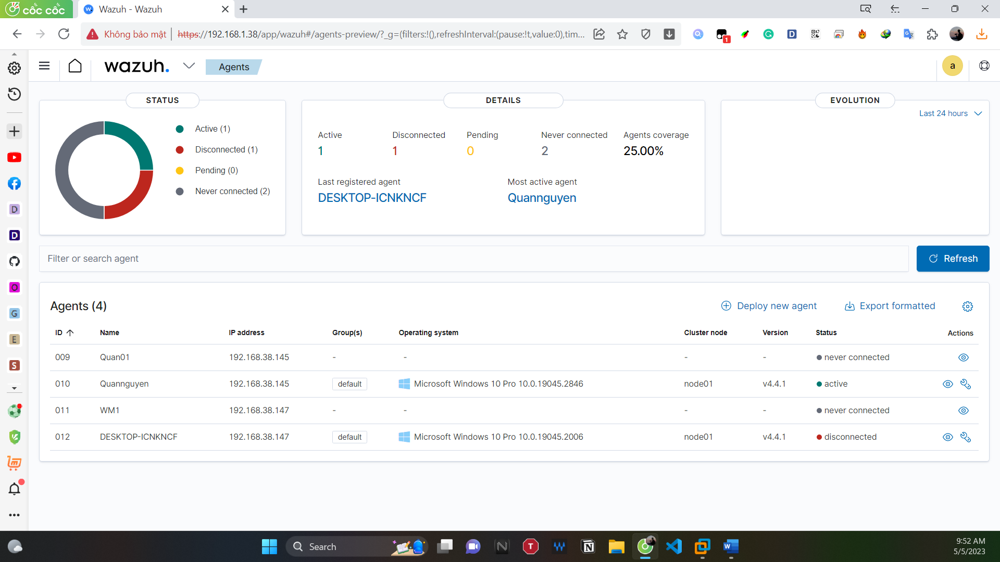 cốc cốc
Wazuh - Wazuh
Không bảo mật
https://192.168.1.38/app/wazuh#/agents-preview/?_g=(filters:!(),refreshInterval:(pause:!t,value:0),tim...
1
wazuh.
Agents
a
STATUS
Active (1)
Disconnected (1)
Pending (0)
Never connected (2)
DETAILS
Active
Disconnected
Pending
Never connected
Agents coverage
1
1
0
2
25.00%
Last registered agent
Most active agent
DESKTOP-ICNKNCF
Quannguyen
EVOLUTION
Last 24 hours
Filter or search agent
Refresh
Agents (4)
Deploy new agent
Export formatted
ID Name IP address Group(s) Operating system Cluster node Version Status Actions
009 Quan01 192.168.38.145 - - - - never connected
010 Quannguyen 192.168.38.145 default Microsoft Windows 10 Pro 10.0.19045.2846 node01 v4.4.1 active
011 WM1 192.168.38.147 - - - - never connected
012 DESKTOP-ICNKNCF 192.168.38.147 default Microsoft Windows 10 Pro 10.0.19045.2006 node01 v4.4.1 disconnected
D
D
O
G
E
S
Search
9:52 AM
5/5/2023